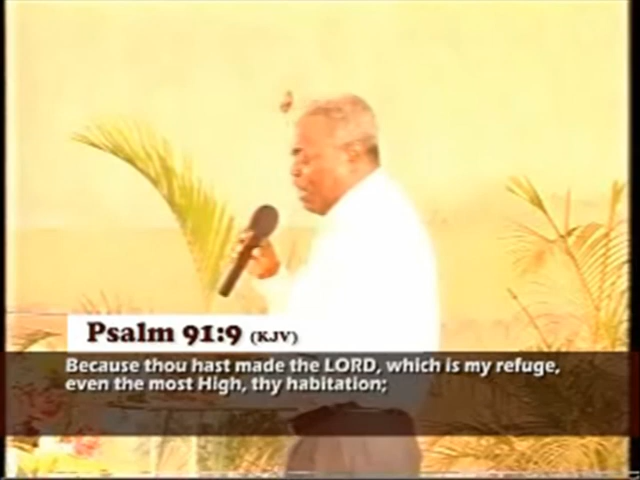 Psalm 91:9 (KJV)
Because thou hast made the LORD, which is my refuge,
even the most High, thy habitation;